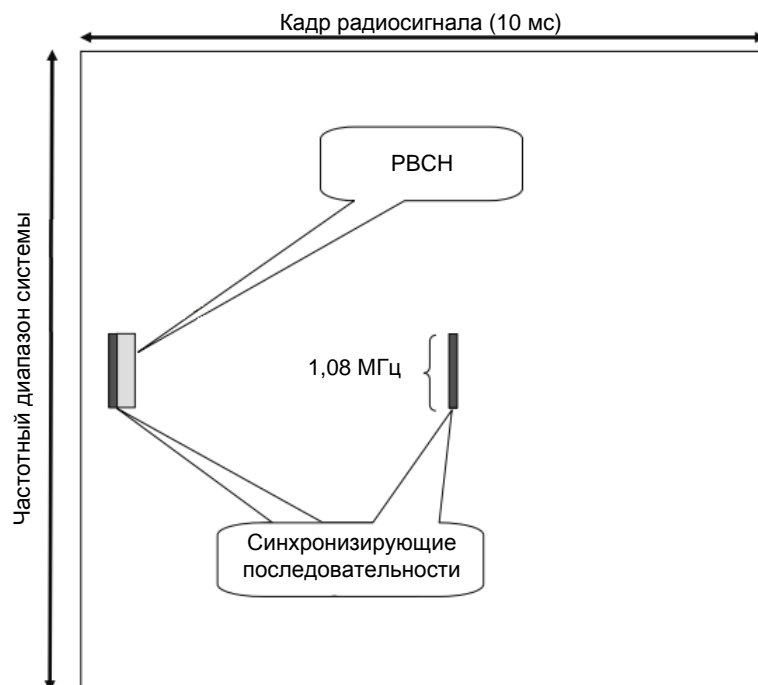 Кадр радиосигнала (10 мс)
PBCH
Частотный диапазон системы
1,08 МГц
Синхронизирующие
последовательности